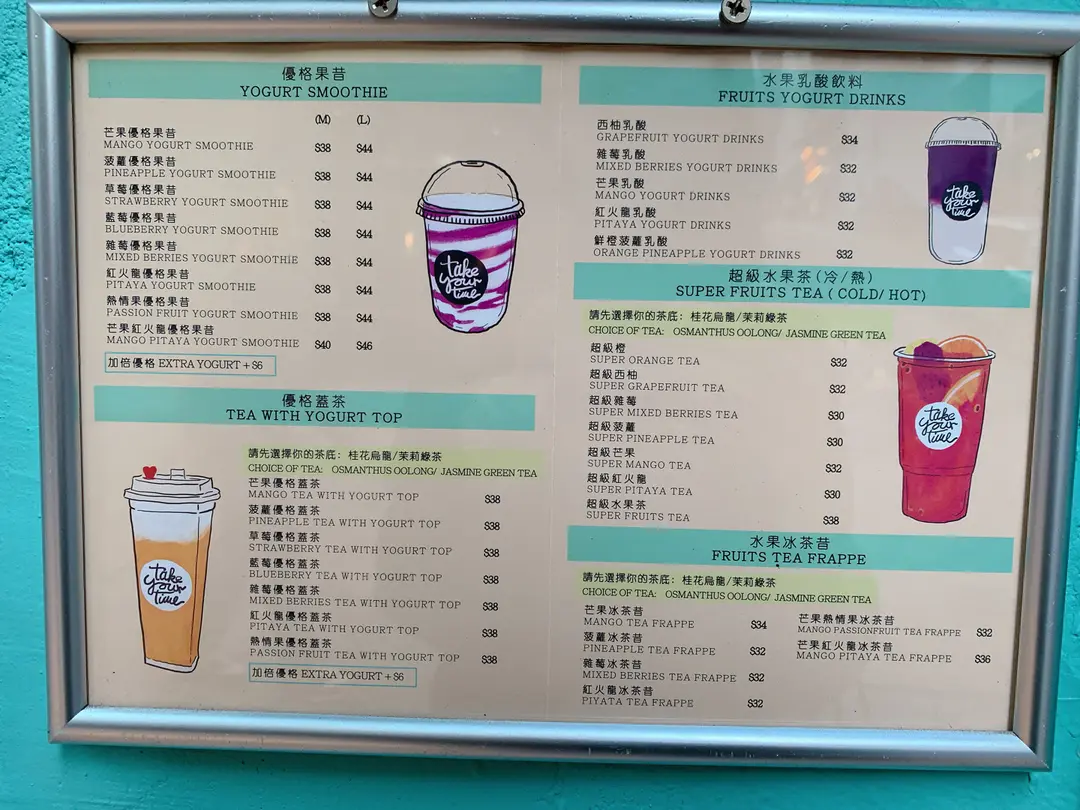 優格果昔
YOGURT SMOOTHIE
(M) (L)
芒果優格果昔
MANGO YOGURT SMOOTHIE $38 $44
菠蘿優格果昔
PINEAPPLE YOGURT SMOOTHIE $38 $44
草莓優格果昔
STRAWBERRY YOGURT SMOOTHIE $38 $44
藍莓優格果昔
BLUEBERRY YOGURT SMOOTHIE $38 $44
雜莓優格果昔
MIXED BERRIES YOGURT SMOOTHIE $38 $44
紅火龍優格果昔
PITAYA YOGURT SMOOTHIE $38 $44
熱情果優格果昔
PASSION FRUIT YOGURT SMOOTHIE $38 $44
芒果紅火龍優格果昔
MANGO PITAYA YOGURT SMOOTHIE $40 $46
加倍優格 EXTRA YOGURT + $6
take
your
time
優格蓋茶
TEA WITH YOGURT TOP
請先選擇你的茶底: 桂花烏龍/茉莉綠茶
CHOICE OF TEA: OSMANTHUS OOLONG/ JASMINE GREEN TEA
芒果優格蓋茶
MANGO TEA WITH YOGURT TOP $38
菠蘿優格蓋茶
PINEAPPLE TEA WITH YOGURT TOP $38
草莓優格蓋茶
STRAWBERRY TEA WITH YOGURT TOP $38
藍莓優格蓋茶
BLUEBERRY TEA WITH YOGURT TOP $38
雜莓優格蓋茶
MIXED BERRIES TEA WITH YOGURT TOP $38
紅火龍優格蓋茶
PITAYA TEA WITH YOGURT TOP $38
熱情果優格蓋茶
PASSION FRUIT TEA WITH YOGURT TOP $38
加倍優格 EXTRA YOGURT + $6
take
your
time
水果乳酸飲料
FRUITS YOGURT DRINKS
西柚乳酸
GRAPEFRUIT YOGURT DRINKS $34
雜莓乳酸
MIXED BERRIES YOGURT DRINKS $32
芒果乳酸
MANGO YOGURT DRINKS $32
紅火龍乳酸
PITAYA YOGURT DRINKS $32
鮮橙菠蘿乳酸
ORANGE PINEAPPLE YOGURT DRINKS $32
take
your
time
超級水果茶(冷/熱)
SUPER FRUITS TEA ( COLD/ HOT)
請先選擇你的茶底: 桂花烏龍/茉莉綠茶
CHOICE OF TEA: OSMANTHUS OOLONG/ JASMINE GREEN TEA
超級橙
SUPER ORANGE TEA $32
超級西柚
SUPER GRAPEFRUIT TEA $32
超級雜莓
SUPER MIXED BERRIES TEA $30
超級菠蘿
SUPER PINEAPPLE TEA $30
超級芒果
SUPER MANGO TEA $32
超級紅火龍
SUPER PITAYA TEA $30
超級水果茶
SUPER FRUITS TEA $38
take
your
time
水果冰茶昔
FRUITS TEA FRAPPE
請先選擇你的茶底: 桂花烏龍/茉莉綠茶
CHOICE OF TEA: OSMANTHUS OOLONG/ JASMINE GREEN TEA
芒果冰茶昔
MANGO TEA FRAPPE $34
菠蘿冰茶昔
PINEAPPLE TEA FRAPPE $32
雜莓冰茶昔
MIXED BERRIES TEA FRAPPE $32
紅火龍冰茶昔
PIYATA TEA FRAPPE $32
芒果熱情果冰茶昔
MANGO PASSIONFRUIT TEA FRAPPE $32
芒果紅火龍冰茶昔
MANGO PITAYA TEA FRAPPE $36